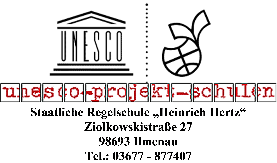 UNESCO
unesco-projekt-schulen
Staatliche Regelschule „Heinrich Hertz“
Ziolkowskistraße 27
98693 Ilmenau
Tel.: 03677 - 877407